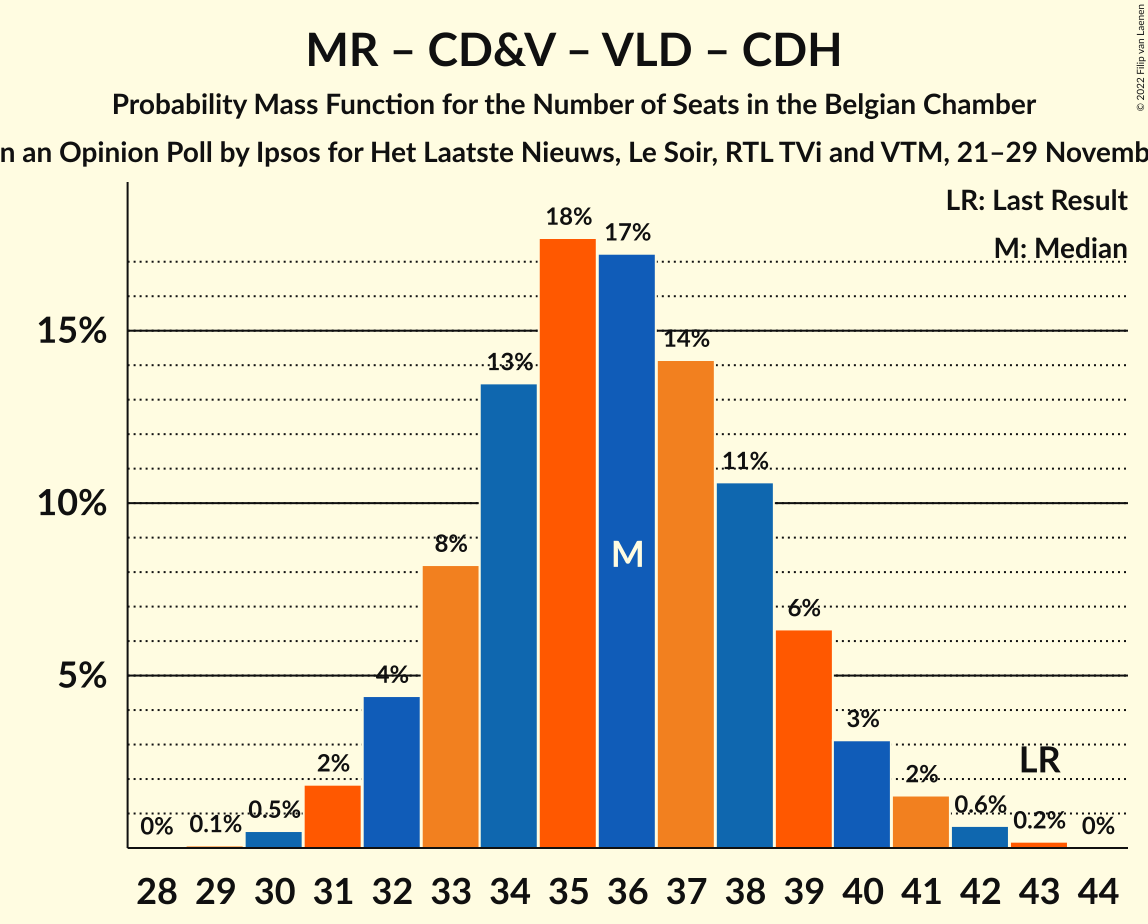 MR – CD&V – VLD – CDH
Probability Mass Function for the Number of Seats in the Belgian Chamber
n an Opinion Poll by Ipsos for Het Laatste Nieuws, Le Soir, RTL TVi and VTM, 21–29 Novemb
© 2022 Filip van Laenen
LR: Last Result
M: Median
15%
10%
5%
0% 0.1% 0.5% 2% 4% 8% 13% 18% 17% 14% 11% 6% 3% 2% 0.6% 0.2% 0%
M
LR
28 29 30 31 32 33 34 35 36 37 38 39 40 41 42 43 44